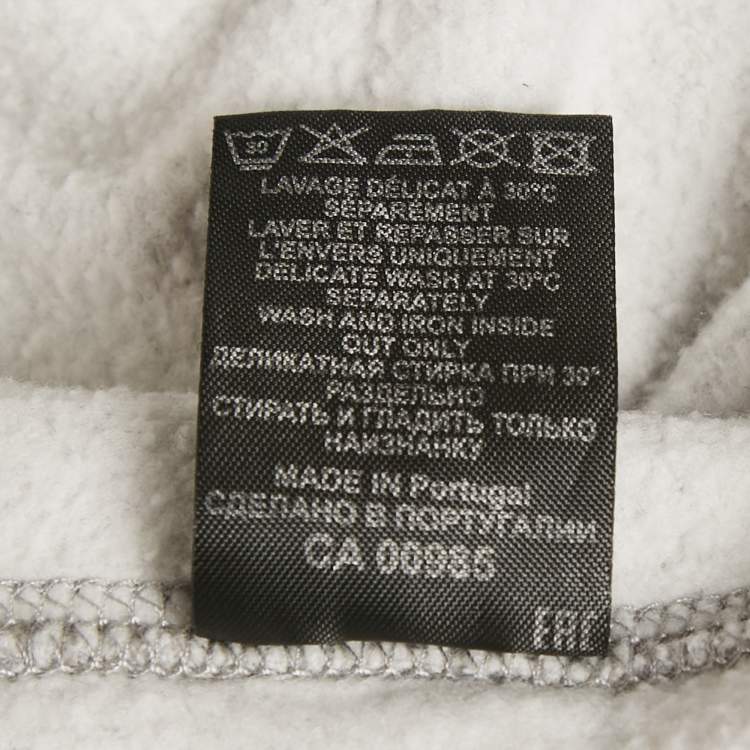 30
LAVAGE DÉLICAT À 30°C
SÉPARÉMENT
LAVER ET REPASSER SUR
L'ENVERS UNIQUEMENT
DELICATE WASH AT 30°C
SEPARATELY
WASH AND IRON INSIDE
OUT ONLY
ДЕЛИКАТНАЯ СТИРКА ПРИ 30°
РАЗДЕЛЬНО
СТИРАТЬ И ГЛАДИТЬ ТОЛЬКО
НАИЗНАНКУ
MADE IN Portugal
СДЕЛАНО В ПОРТУГАЛИИ
CA 00985
EAC